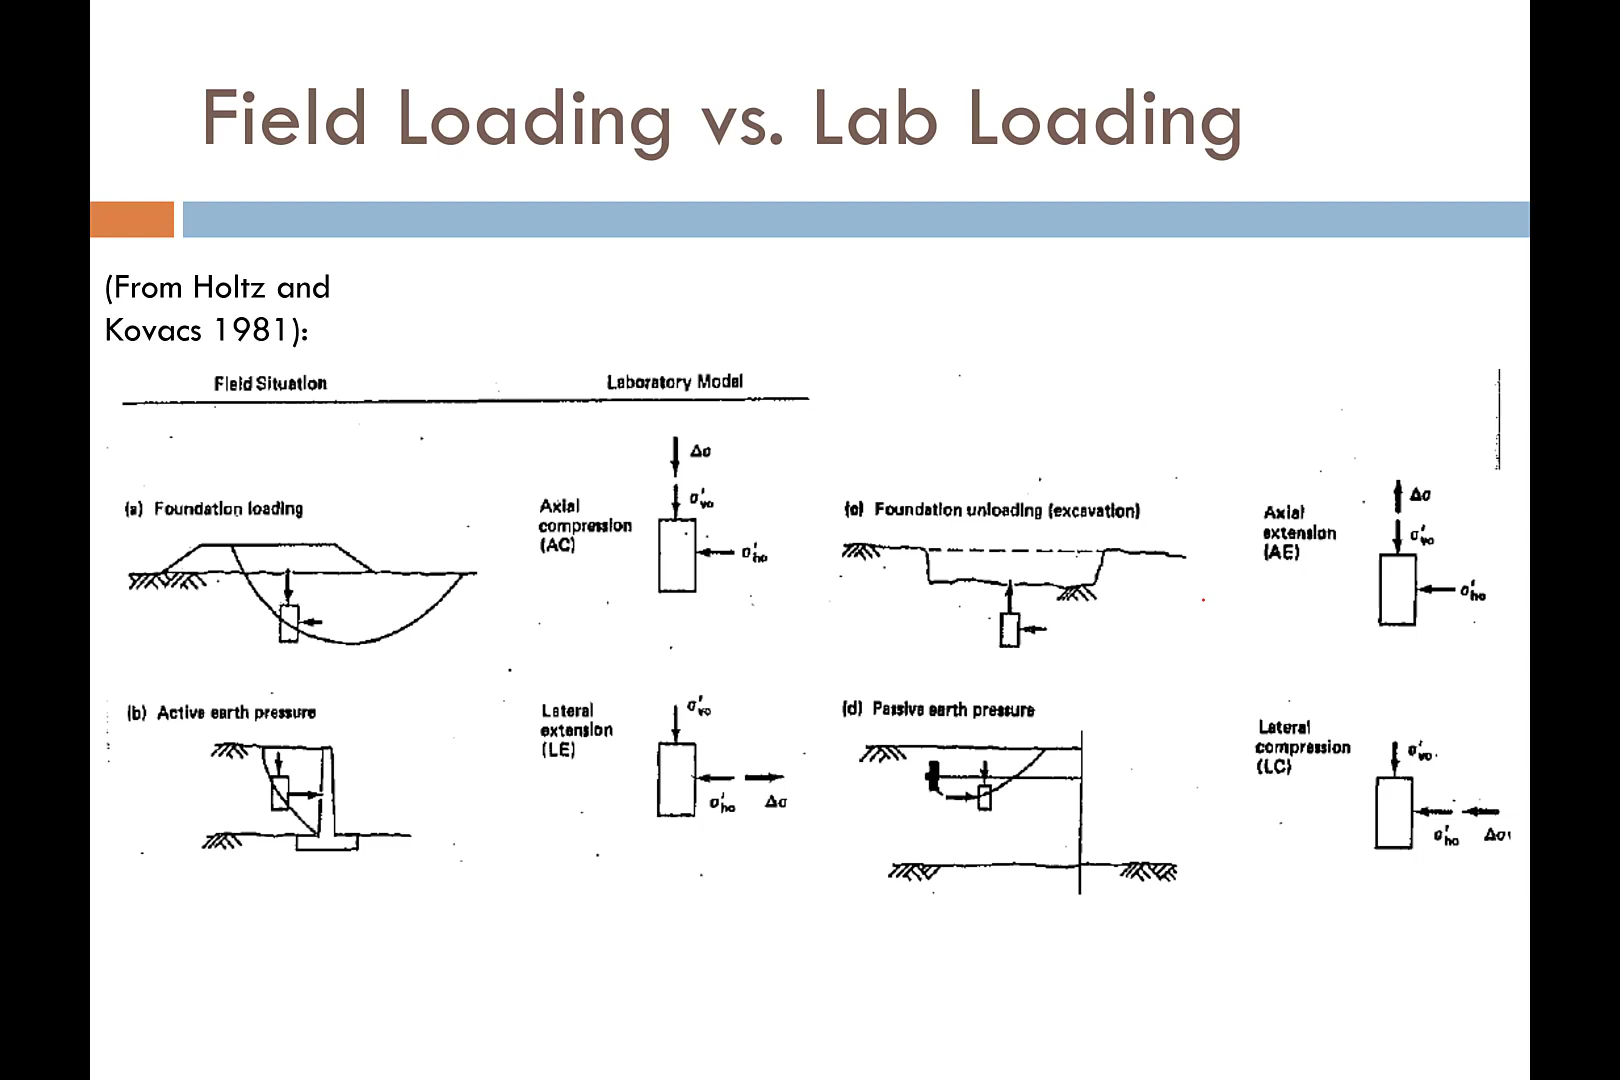 Field Loading vs. Lab Loading
(From Holtz and
Kovacs 1981):
Field Situation
Laboratory Model
(a) Foundation loading
Axial
compression
(AC)
Δσ
σ'vo
σ'ho
(b) Active earth pressure
Lateral
extension
(LE)
σ'vo
σ'ho
Δσ
(c) Foundation unloading (excavation)
Axial
extension
(AE)
Δσ
σ'vo
σ'ho
(d) Passive earth pressure
Lateral
compression
(LC)
σ'vo
σ'ho
Δσ